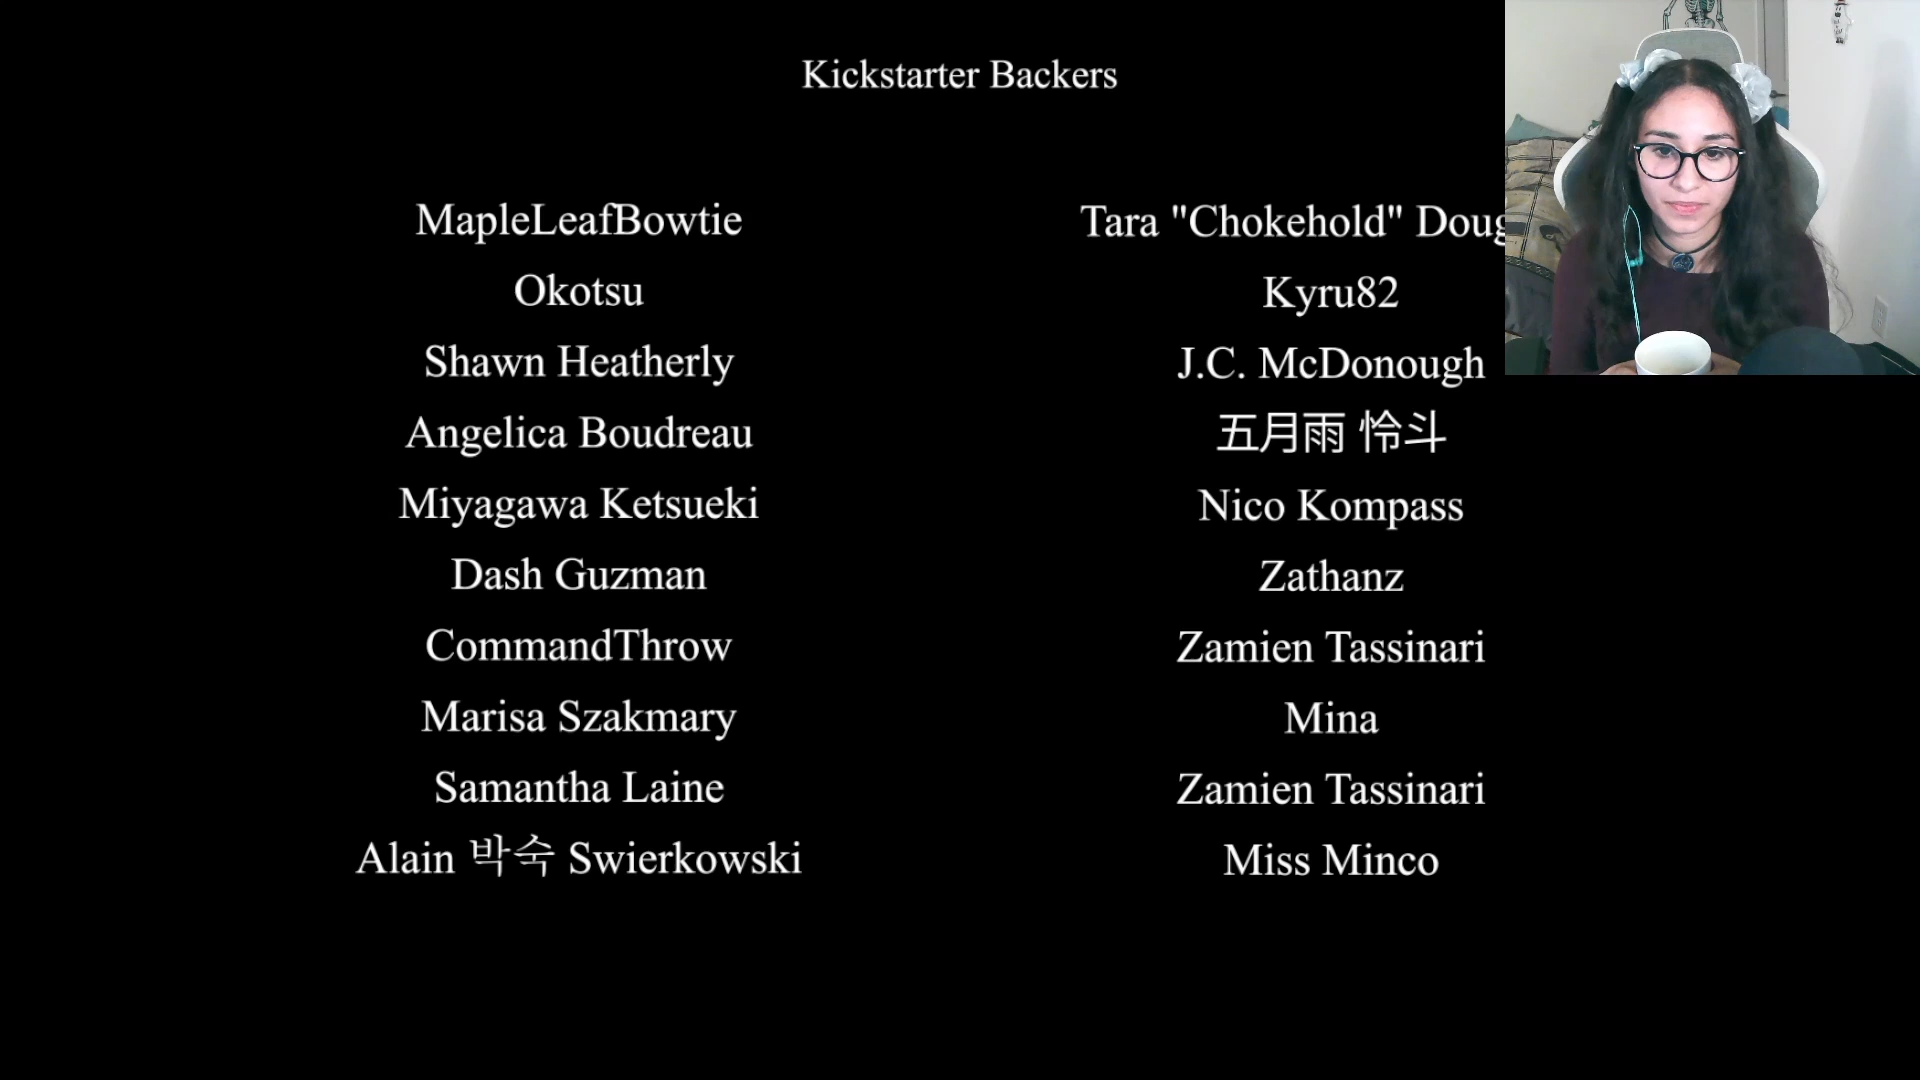 Kickstarter Backers
MapleLeafBowtie
Okotsu
Shawn Heatherly
Angelica Boudreau
Miyagawa Ketsueki
Dash Guzman
CommandThrow
Marisa Szakmary
Samantha Laine
Alain 박숙 Swierkowski
Tara "Chokehold"
Kyru82
J.C. McDonough
五月雨 怜斗
Nico Kompass
Zathanz
Zamien Tassinari
Mina
Zamien Tassinari
Miss Minco